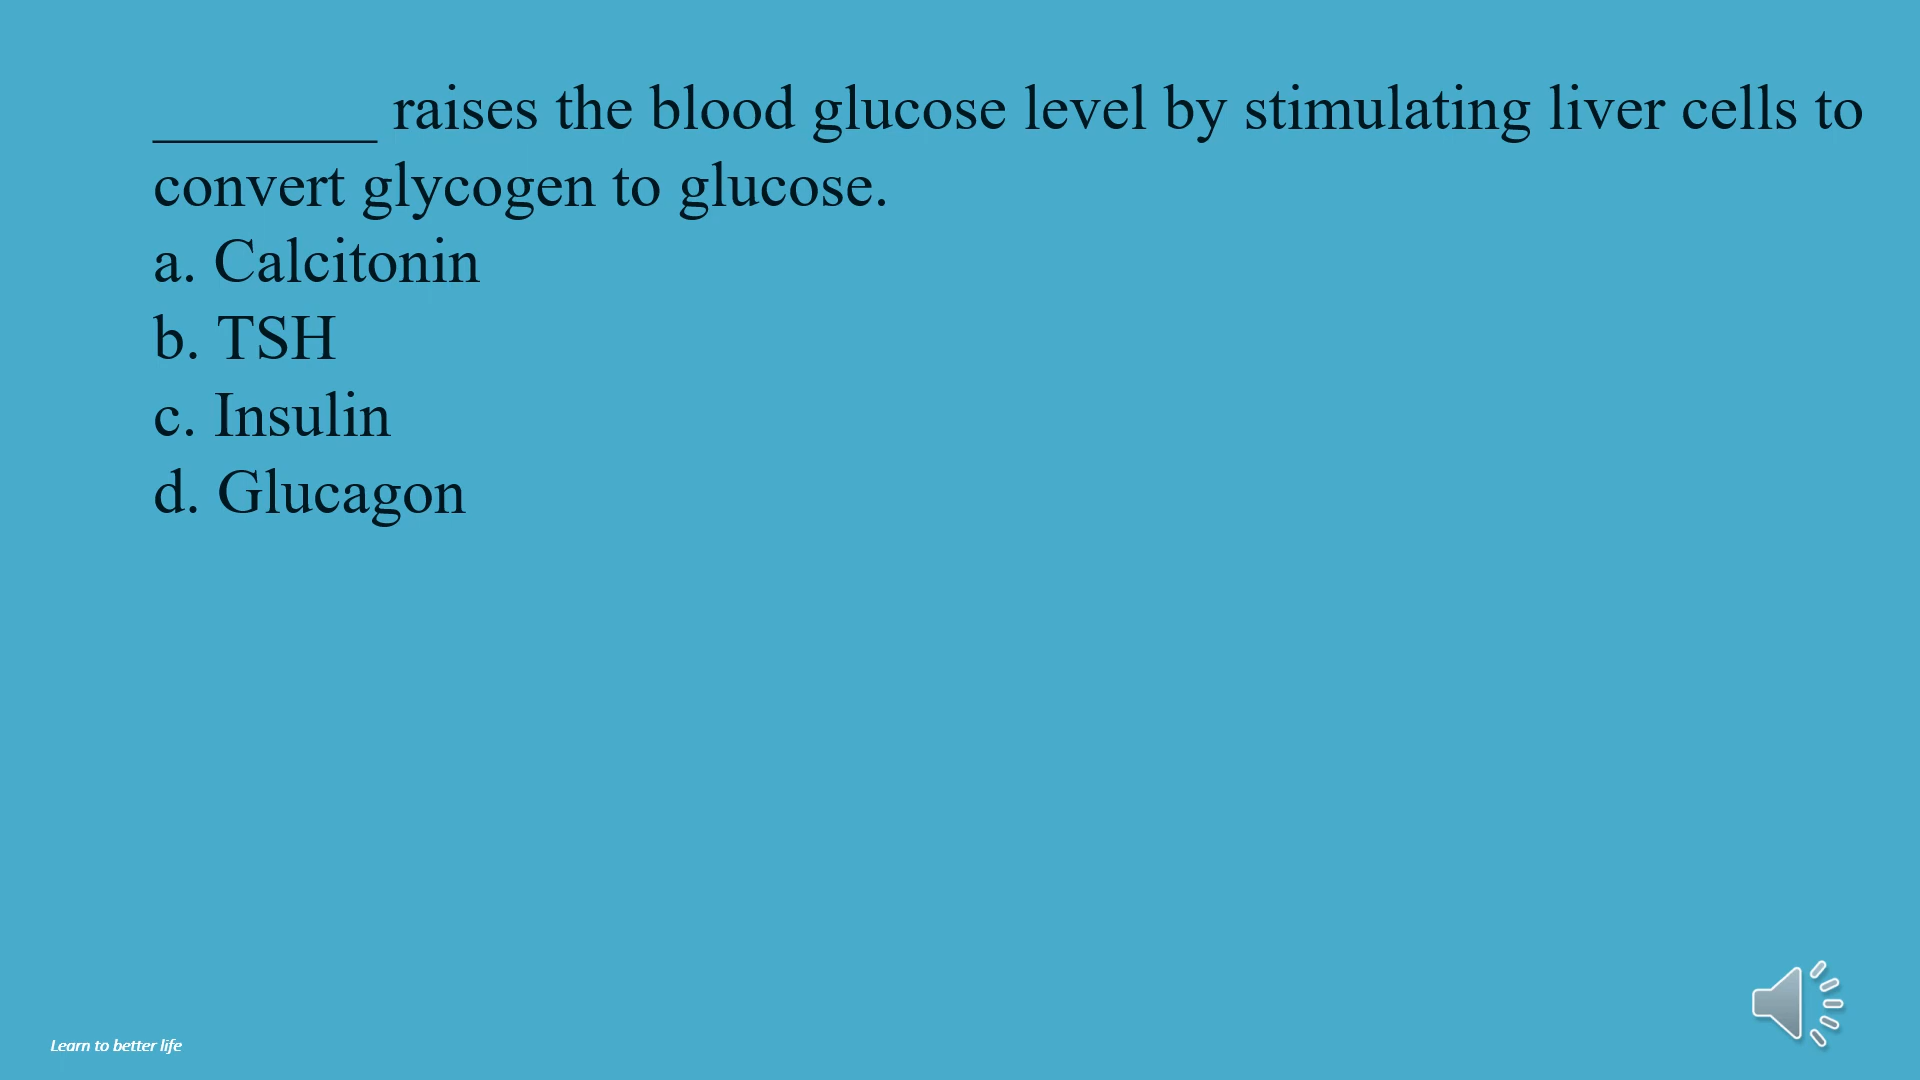 _______ raises the blood glucose level by stimulating liver cells to
convert glycogen to glucose.
a. Calcitonin
b. TSH
c. Insulin
d. Glucagon
Learn to better life